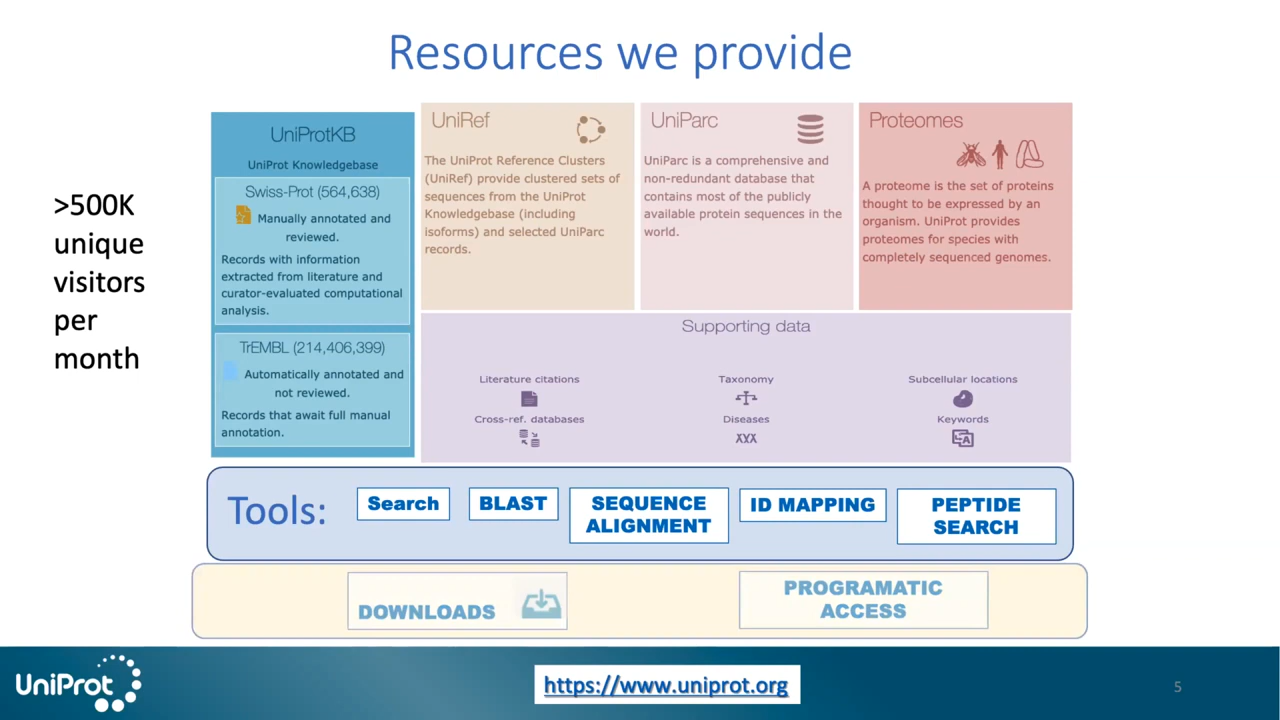 Resources we provide
>500K
unique
visitors
per
month
UniProtKB
UniProt Knowledgebase
Swiss-Prot (564,638)
Manually annotated and
reviewed.
Records with information
extracted from literature and
curator-evaluated computational
analysis.
TrEMBL (214,406,399)
Automatically annotated and
not reviewed.
Records that await full manual
annotation.
UniRef
The UniProt Reference Clusters
(UniRef) provide clustered sets of
sequences from the UniProt
Knowledgebase (including
isoforms) and selected UniParc
records.
UniParc
UniParc is a comprehensive and
non-redundant database that
contains most of the publicly
available protein sequences in the
world.
Proteomes
A proteome is the set of proteins
thought to be expressed by an
organism. UniProt provides
proteomes for species with
completely sequenced genomes.
Supporting data
Literature citations
Taxonomy
Subcellular locations
Cross-ref. databases
Diseases
Keywords
Tools:
Search
BLAST
SEQUENCE
ALIGNMENT
ID MAPPING
PEPTIDE
SEARCH
DOWNLOADS
PROGRAMATIC
ACCESS
UniProt
https://www.uniprot.org
5